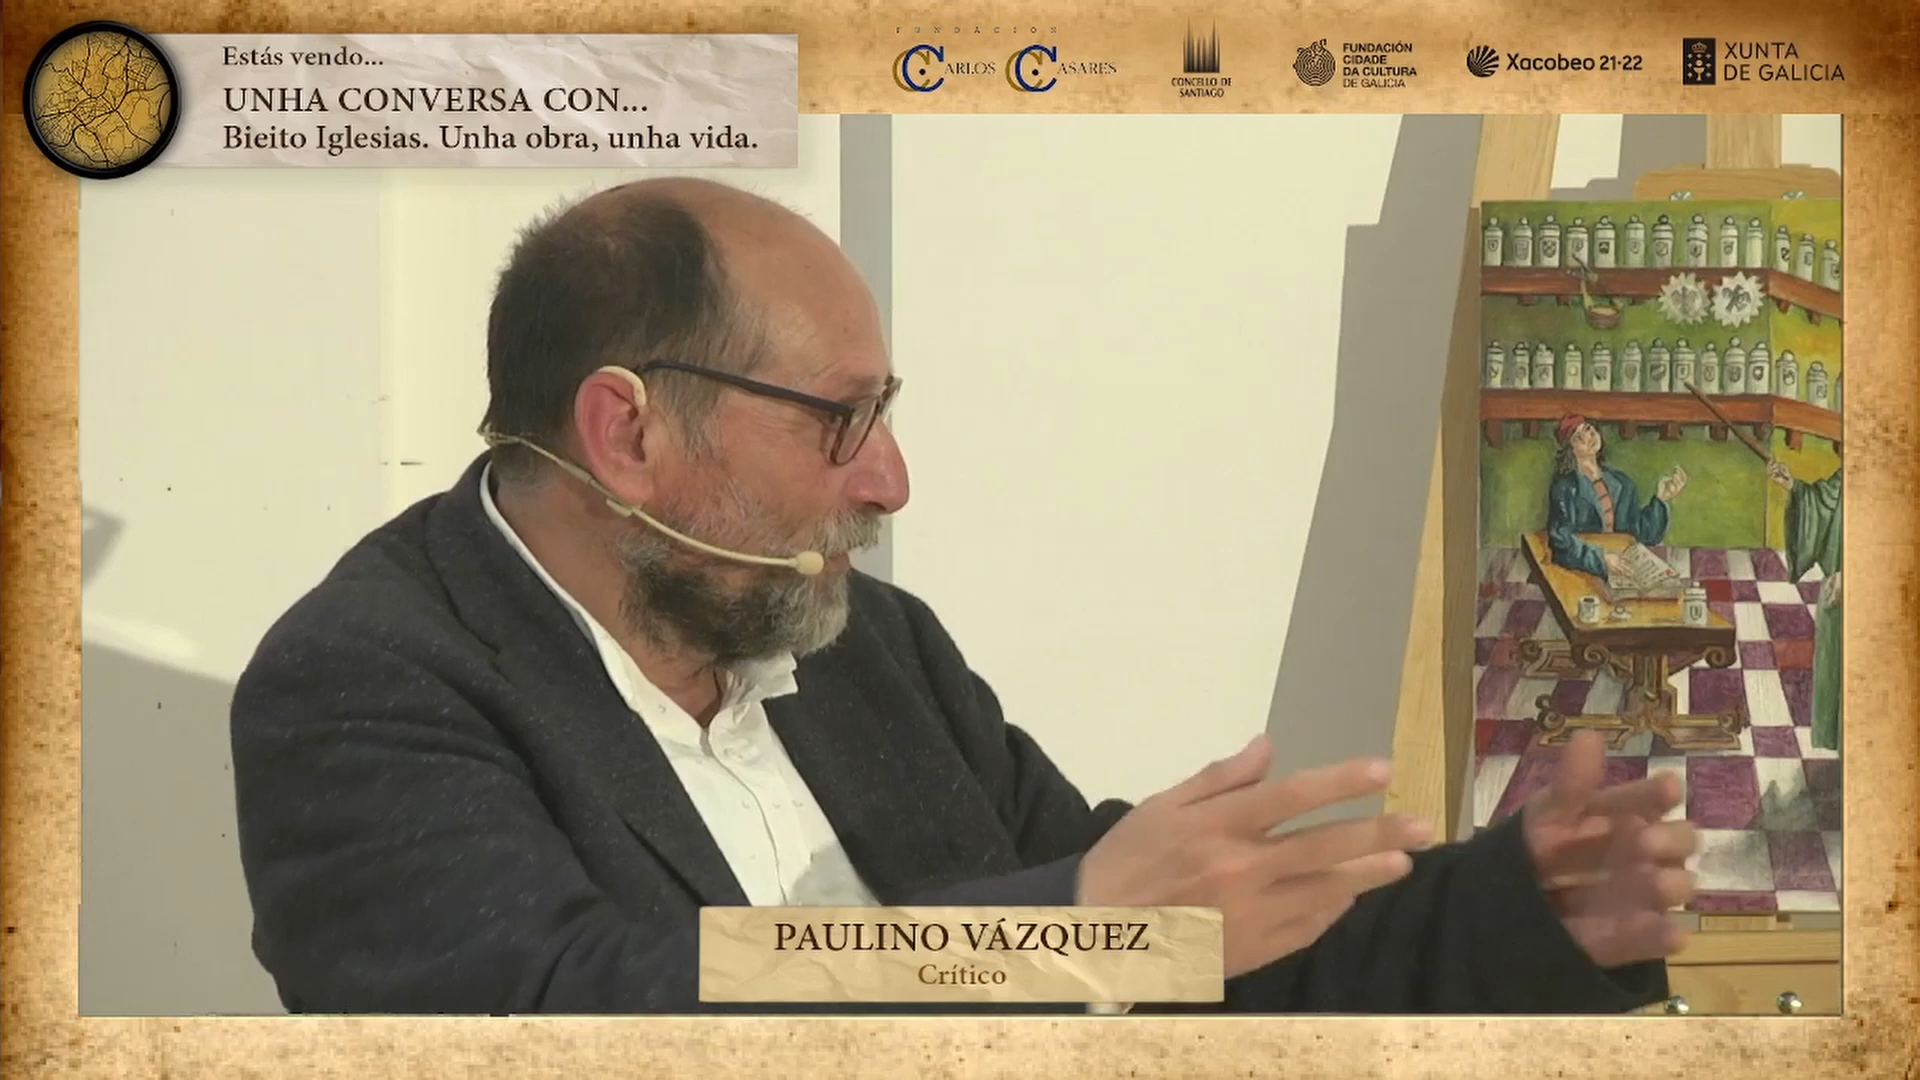 Estás vendo...
UNHA CONVERSA CON...
Bieito Iglesias. Unha obra, unha vida.
FUNDACIÓN
CARLOS CASARES
CONCELLO DE
SANTIAGO
FUNDACIÓN
CIDADE
DA CULTURA
DE GALICIA
Xacobeo 21·22
XUNTA
DE GALICIA
PAULINO VÁZQUEZ
Crítico